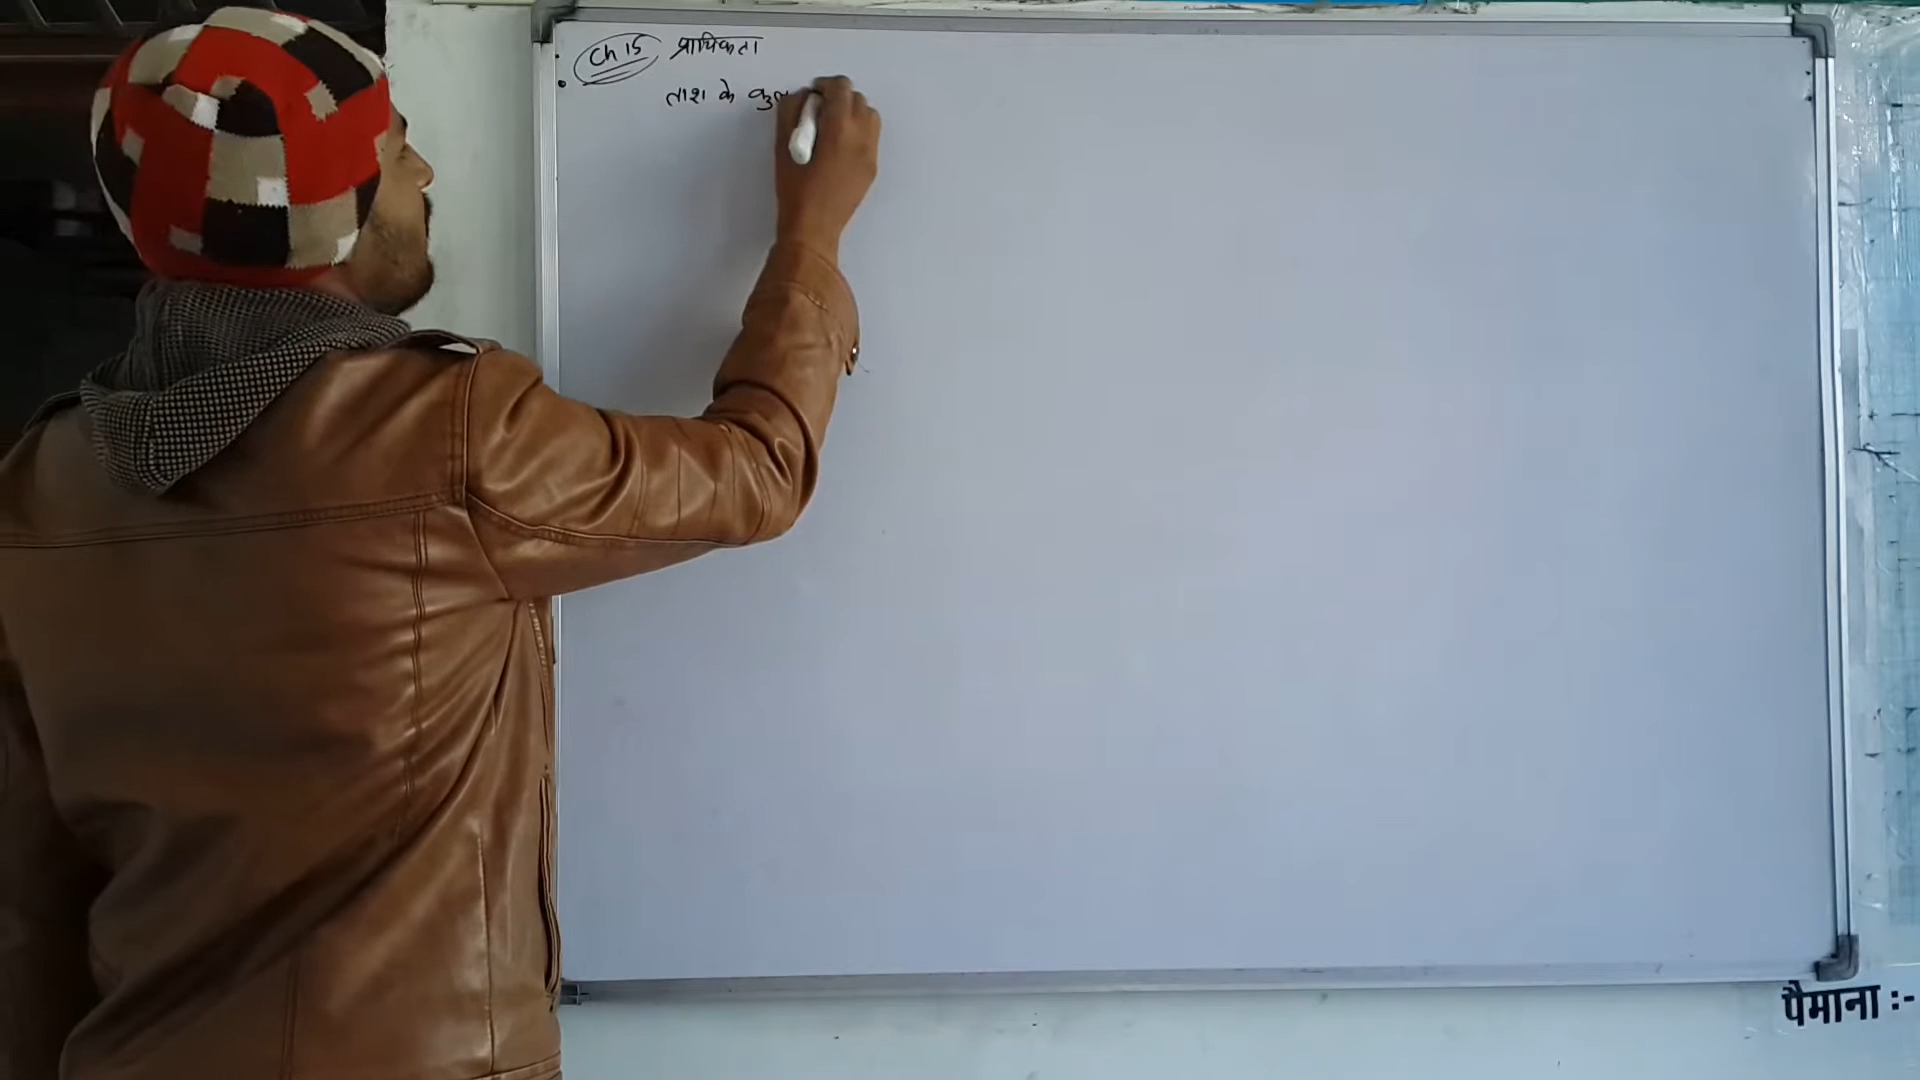 Ch 15 प्रायिकता
ताश के कुल
पैमाना :-